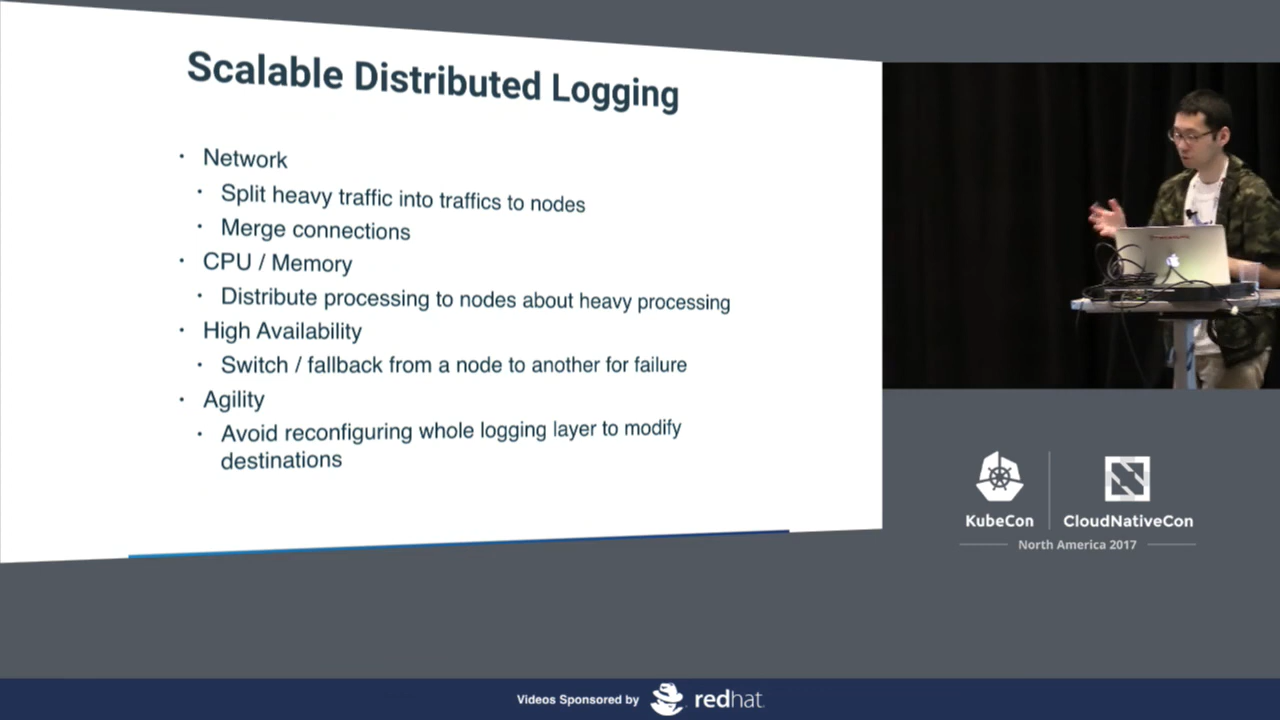 Scalable Distributed Logging
• Network
• Split heavy traffic into traffics to nodes
• Merge connections
• CPU / Memory
• Distribute processing to nodes about heavy processing
• High Availability
• Switch / fallback from a node to another for failure
• Agility
• Avoid reconfiguring whole logging layer to modify
destinations
KubeCon
CloudNativeCon
North America 2017
Videos Sponsored by
redhat.